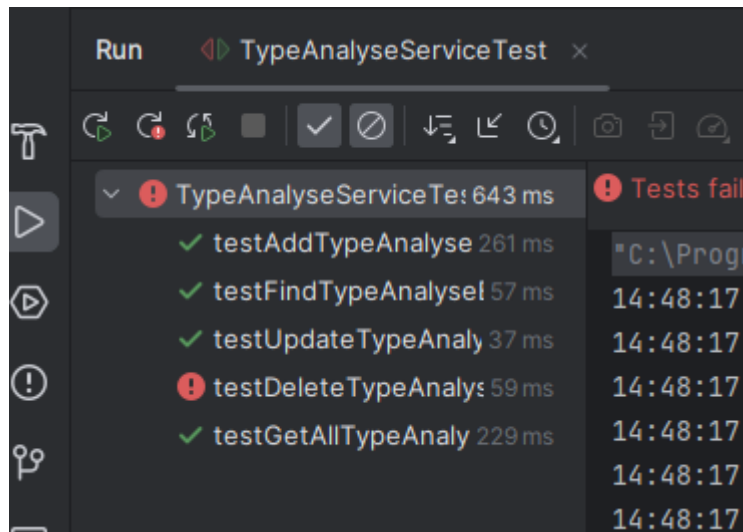 Run TypeAnalyseServiceTest
TypeAnalyseServiceTes 643 ms
Tests fail
testAddTypeAnalyse 261 ms
"C:\Progr
testFindTypeAnalyse 57 ms
14:48:17
testUpdateTypeAnaly 37 ms
14:48:17
testDeleteTypeAnalys 59 ms
14:48:17
testGetAllTypeAnaly 229 ms
14:48:17
14:48:17
14:48:17